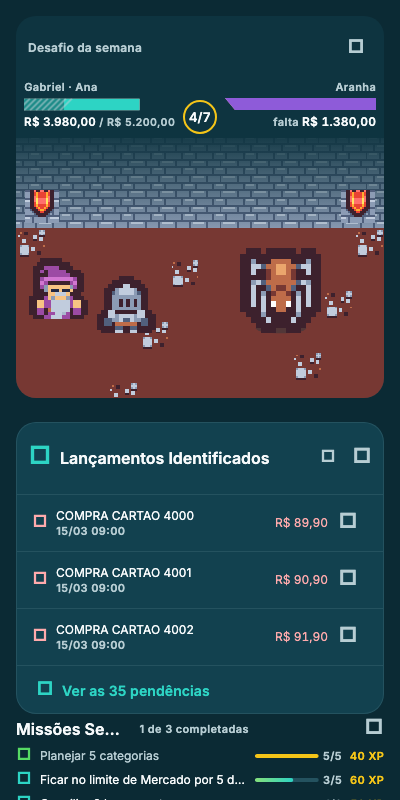 Desafio da semana
Gabriel · Ana
Aranha
R$ 3.980,00 / R$ 5.200,00
4/7
falta R$ 1.380,00
Lançamentos Identificados
COMPRA CARTAO 4000
15/03 09:00
R$ 89,90
COMPRA CARTAO 4001
15/03 09:00
R$ 90,90
COMPRA CARTAO 4002
15/03 09:00
R$ 91,90
Ver as 35 pendências
Missões Se...
1 de 3 completadas
Planejar 5 categorias
5/5 40 XP
Ficar no limite de Mercado por 5 d...
3/5 60 XP